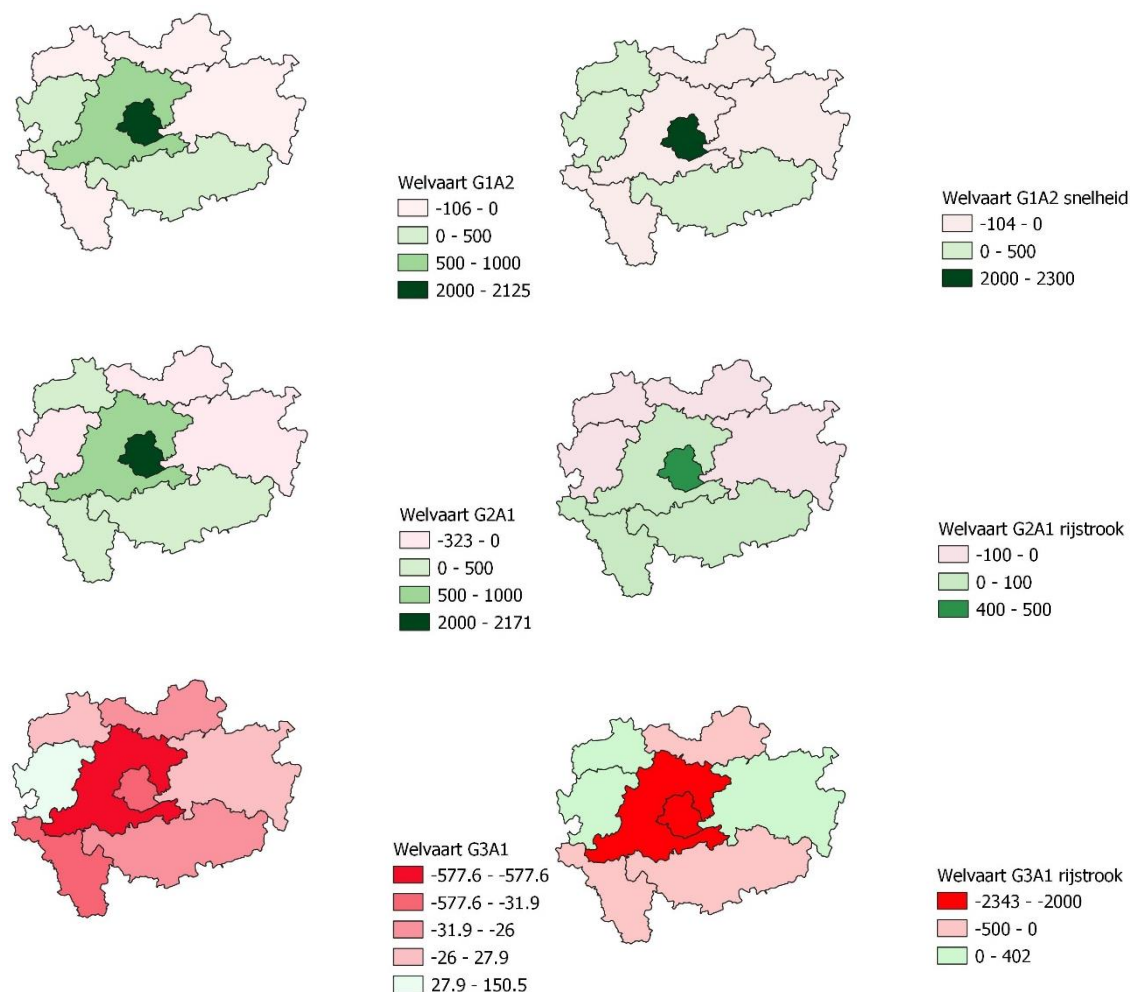 Welvaart G1A2
-106 - 0
0 - 500
500 - 1000
2000 - 2125
Welvaart G1A2 snelheid
-104 - 0
0 - 500
2000 - 2300
Welvaart G2A1
-323 - 0
0 - 500
500 - 1000
2000 - 2171
Welvaart G2A1 rijstrook
-100 - 0
0 - 100
400 - 500
Welvaart G3A1
-577.6 - -577.6
-577.6 - -31.9
-31.9 - -26
-26 - 27.9
27.9 - 150.5
Welvaart G3A1 rijstrook
-2343 - -2000
-500 - 0
0 - 402